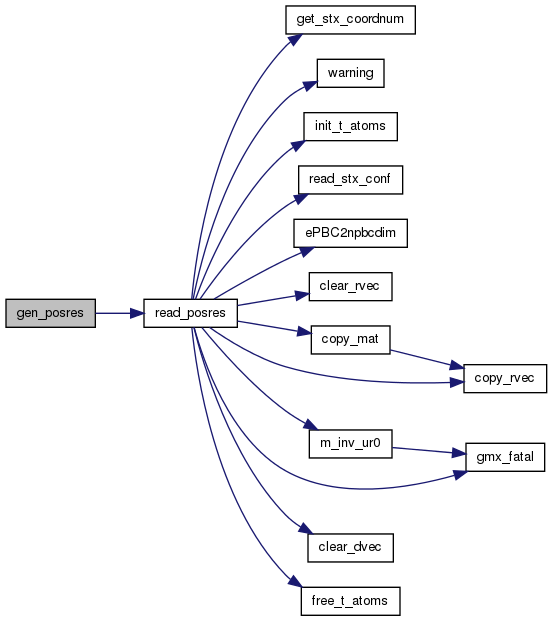 get_stx_coordnum
warning
init_t_atoms
read_stx_conf
ePBC2npbcdim
clear_rvec
gen_posres
read_posres
copy_mat
copy_rvec
m_inv_ur0
gmx_fatal
clear_dvec
free_t_atoms